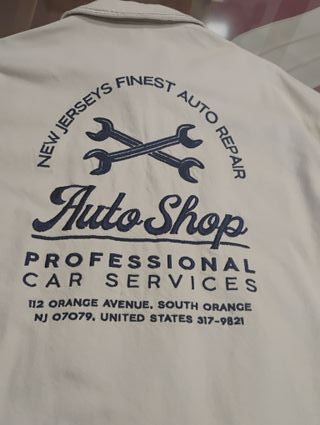 NEW JERSEYS FINEST AUTO REPAIR
Auto Shop
PROFESSIONAL
CAR SERVICES
112 ORANGE AVENUE. SOUTH ORANGE
NJ 07079. UNITED STATES 317-9821